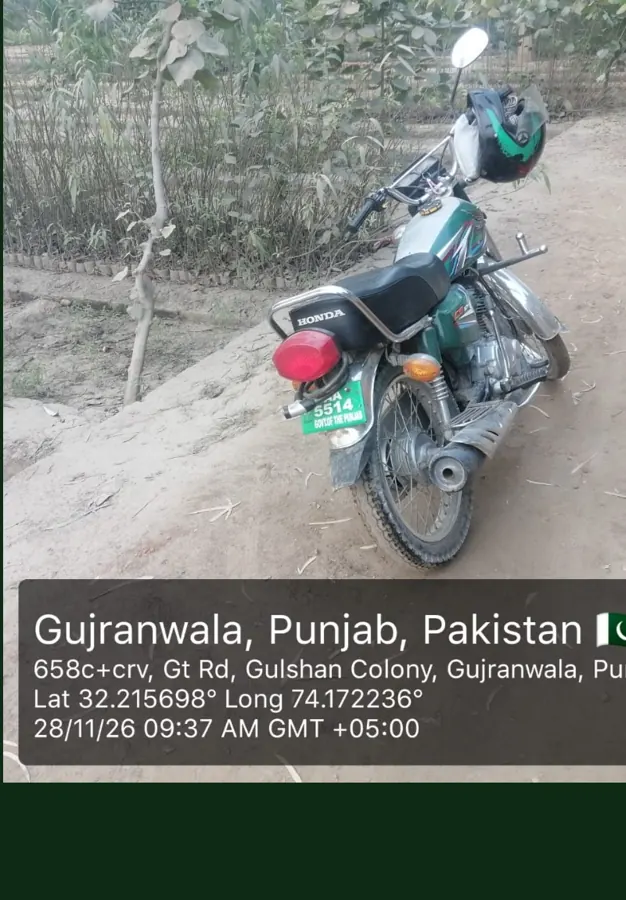 HONDA
5514
GOVT.OF THE PUNJAB
Gujranwala, Punjab, Pakistan 🇵🇰
658c+crv, Gt Rd, Gulshan Colony, Gujranwala,
Lat 32.215698° Long 74.172236°
28/11/26 09:37 AM GMT +05:00